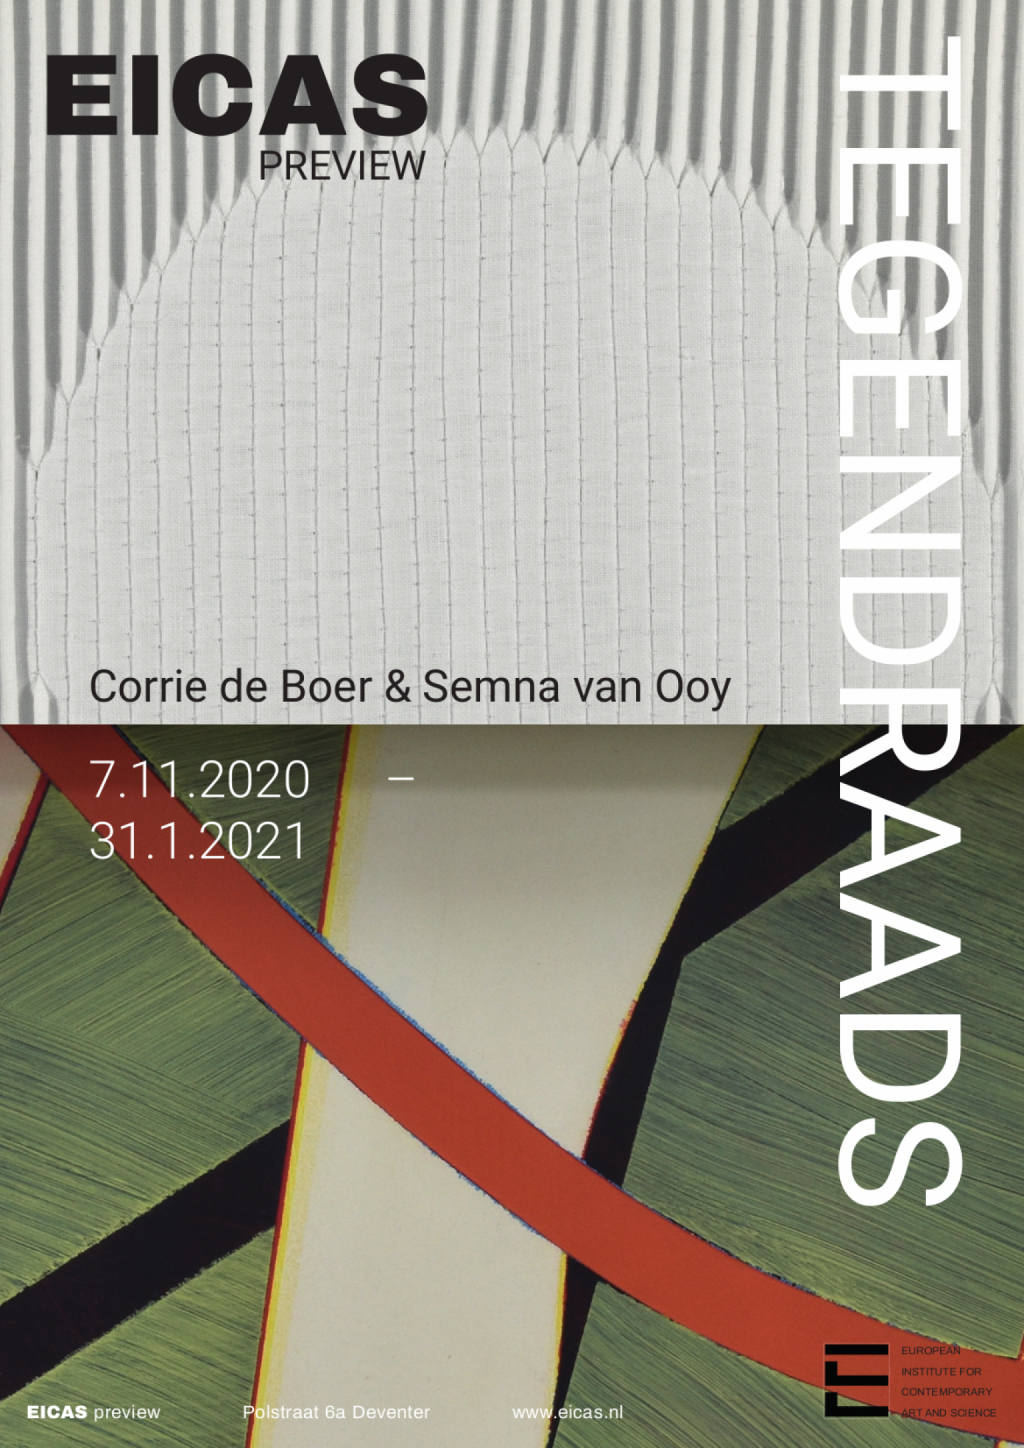 EICAS
PREVIEW
TEGENDRAADS
Corrie de Boer & Semna van Ooy
7.11.2020 –
31.1.2021
EICAS preview Polstraat 6a Deventer www.eicas.nl
EUROPEAN
INSTITUTE FOR
CONTEMPORARY
ART AND SCIENCE